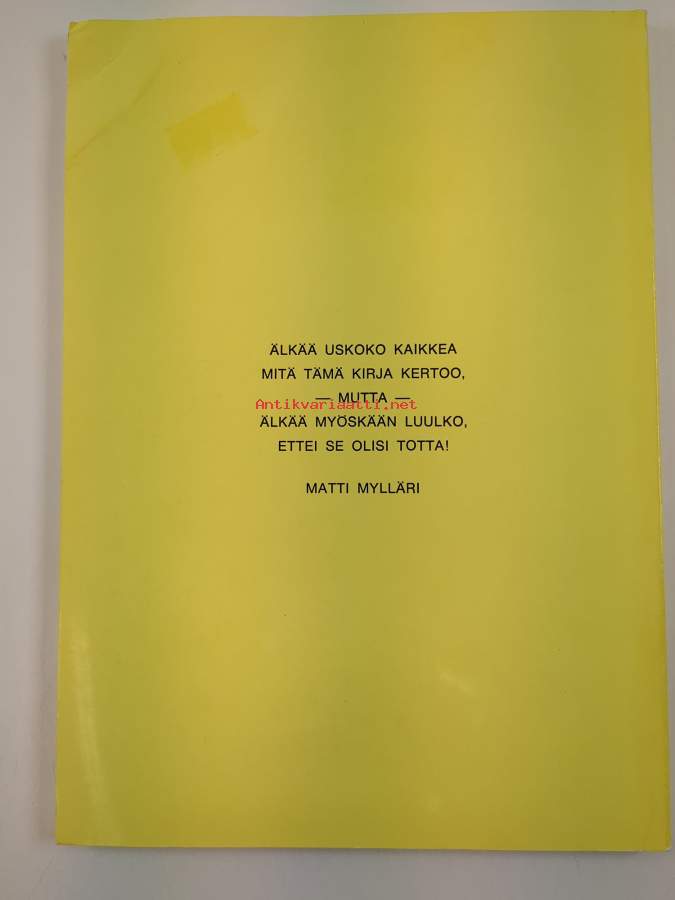 ÄLKÄÄ USKOKO KAIKKEA
MITÄ TÄMÄ KIRJA KERTOO,
— MUTTA —
Antikvariaatti.net
ÄLKÄÄ MYÖSKÄÄN LUULKO,
ETTEI SE OLISI TOTTA!
MATTI MYLLÄRI